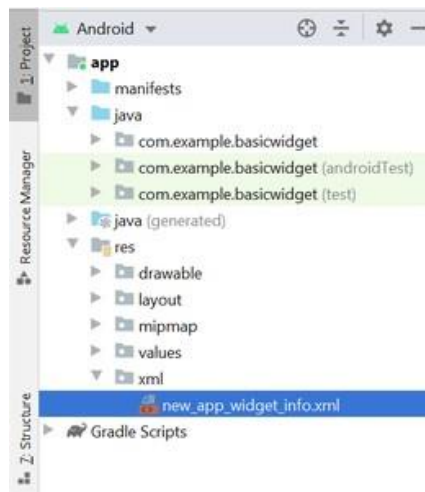 1: Project
Resource Manager
Z: Structure
Android
app
manifests
java
com.example.basicwidget
com.example.basicwidget (androidTest)
com.example.basicwidget (test)
java (generated)
res
drawable
layout
mipmap
values
xml
new_app_widget_info.xml
Gradle Scripts